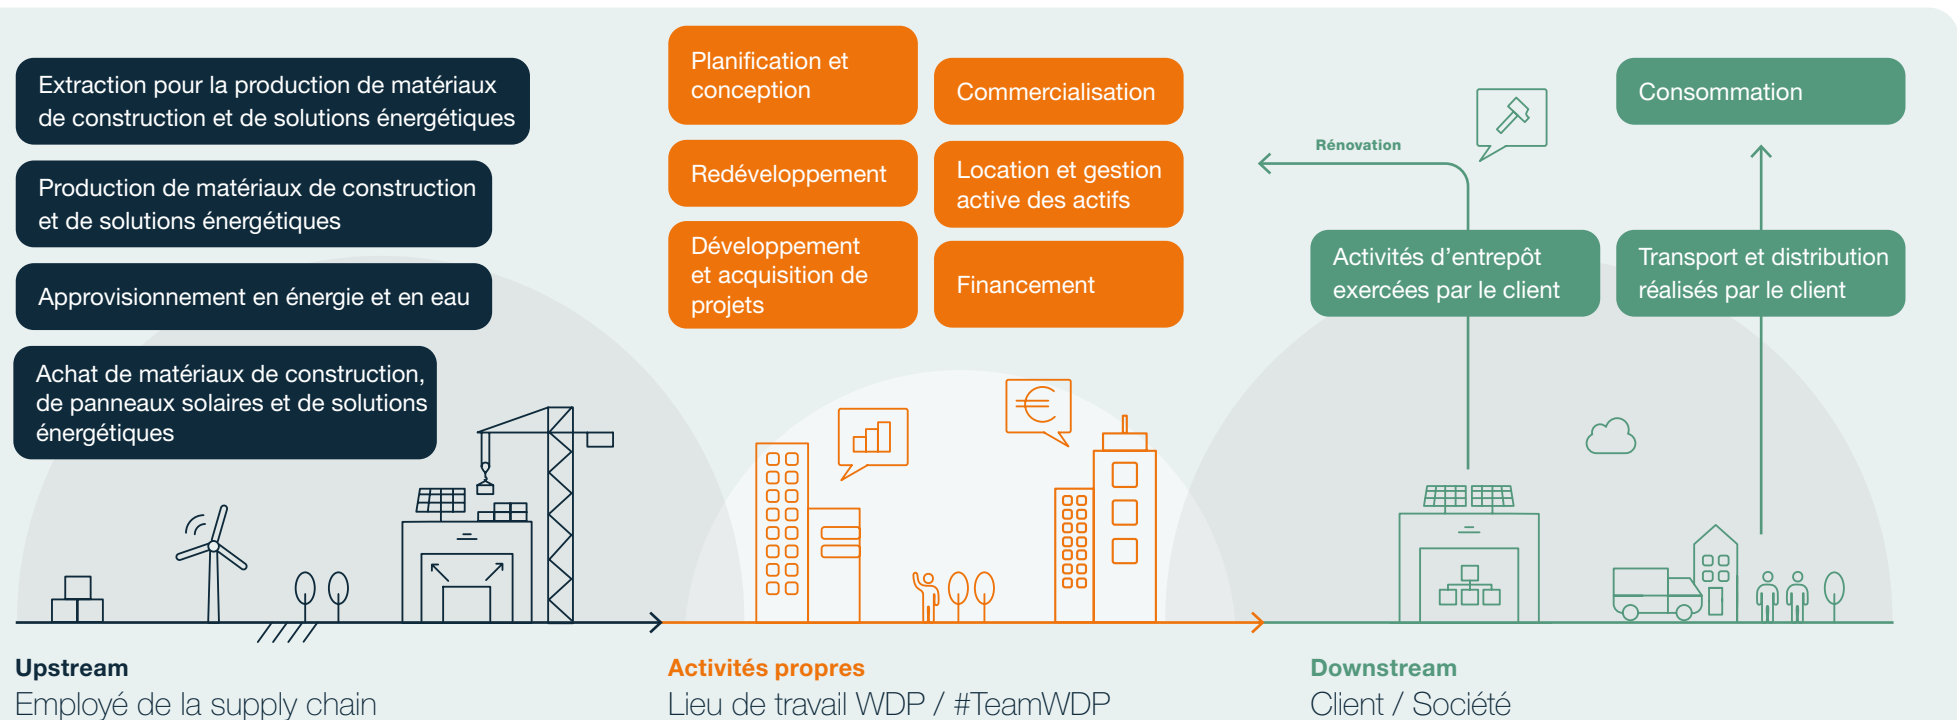 Extraction pour la production de matériaux
de construction et de solutions énergétiques
Production de matériaux de construction
et de solutions énergétiques
Approvisionnement en énergie et en eau
Achat de matériaux de construction,
de panneaux solaires et de solutions
énergétiques
Planification et
conception
Redéveloppement
Développement
et acquisition de
projets
Commercialisation
Location et gestion
active des actifs
Financement
Rénovation
Activités d’entrepôt
exercées par le client
Consommation
Transport et distribution
réalisés par le client
€
Upstream
Employé de la supply chain
Activités propres
Lieu de travail WDP / #TeamWDP
Downstream
Client / Société